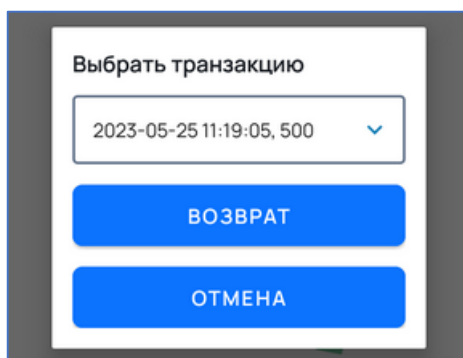 Выбрать транзакцию
2023-05-25 11:19:05, 500
ВОЗВРАТ
ОТМЕНА